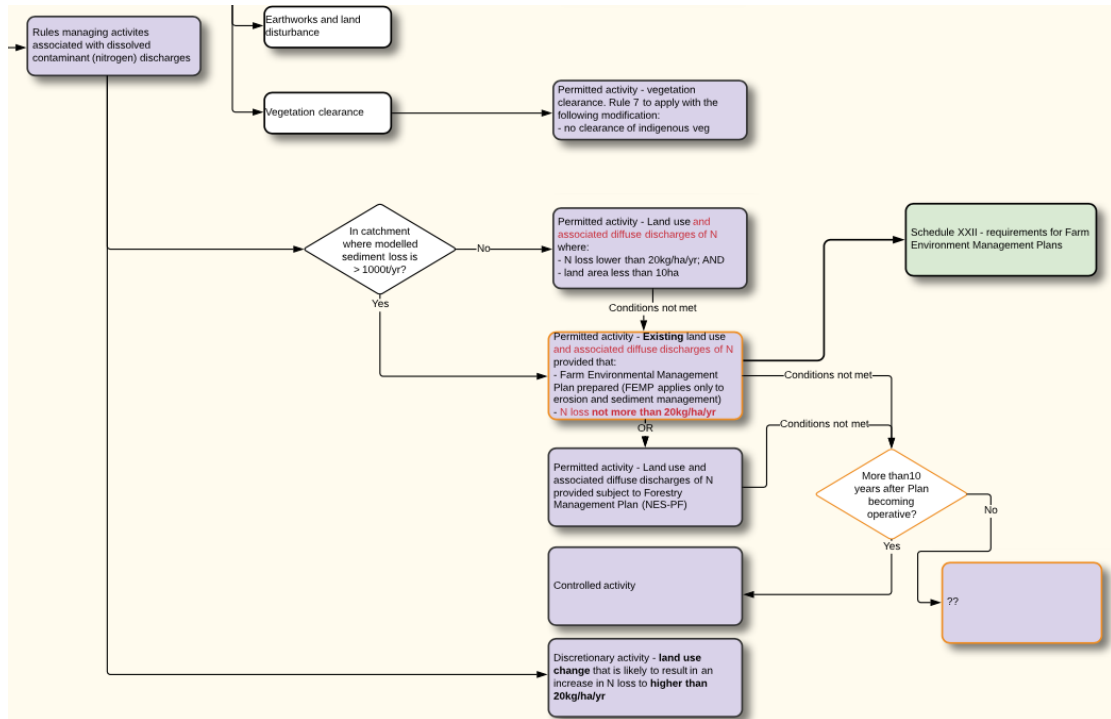 Rules managing activites
associated with dissolved
contaminant (nitrogen) discharges
Earthworks and land
disturbance
Vegetation clearance
Permitted activity - vegetation
clearance. Rule 7 to apply with the
following modification:
- no clearance of indigenous veg
In catchment
where modelled
sediment loss is
> 1000t/yr?
No
Yes
Permitted activity - Land use and
associated diffuse discharges of N
where:
- N loss lower than 20kg/ha/yr; AND
- land area less than 10ha
Schedule XXII - requirements for Farm
Environment Management Plans
Conditions not met
Permitted activity - Existing land use
and associated diffuse discharges of N
provided that:
- Farm Environmental Management
Plan prepared (FEMP applies only to
erosion and sediment management)
- N loss not more than 20kg/ha/yr
Conditions not met
OR
Conditions not met
Permitted activity - Land use and
associated diffuse discharges of N
provided subject to Forestry
Management Plan (NES-PF)
More than10
years after Plan
becoming
operative?
No
Yes
Controlled activity
??
Discretionary activity - land use
change that is likely to result in an
increase in N loss to higher than
20kg/ha/yr